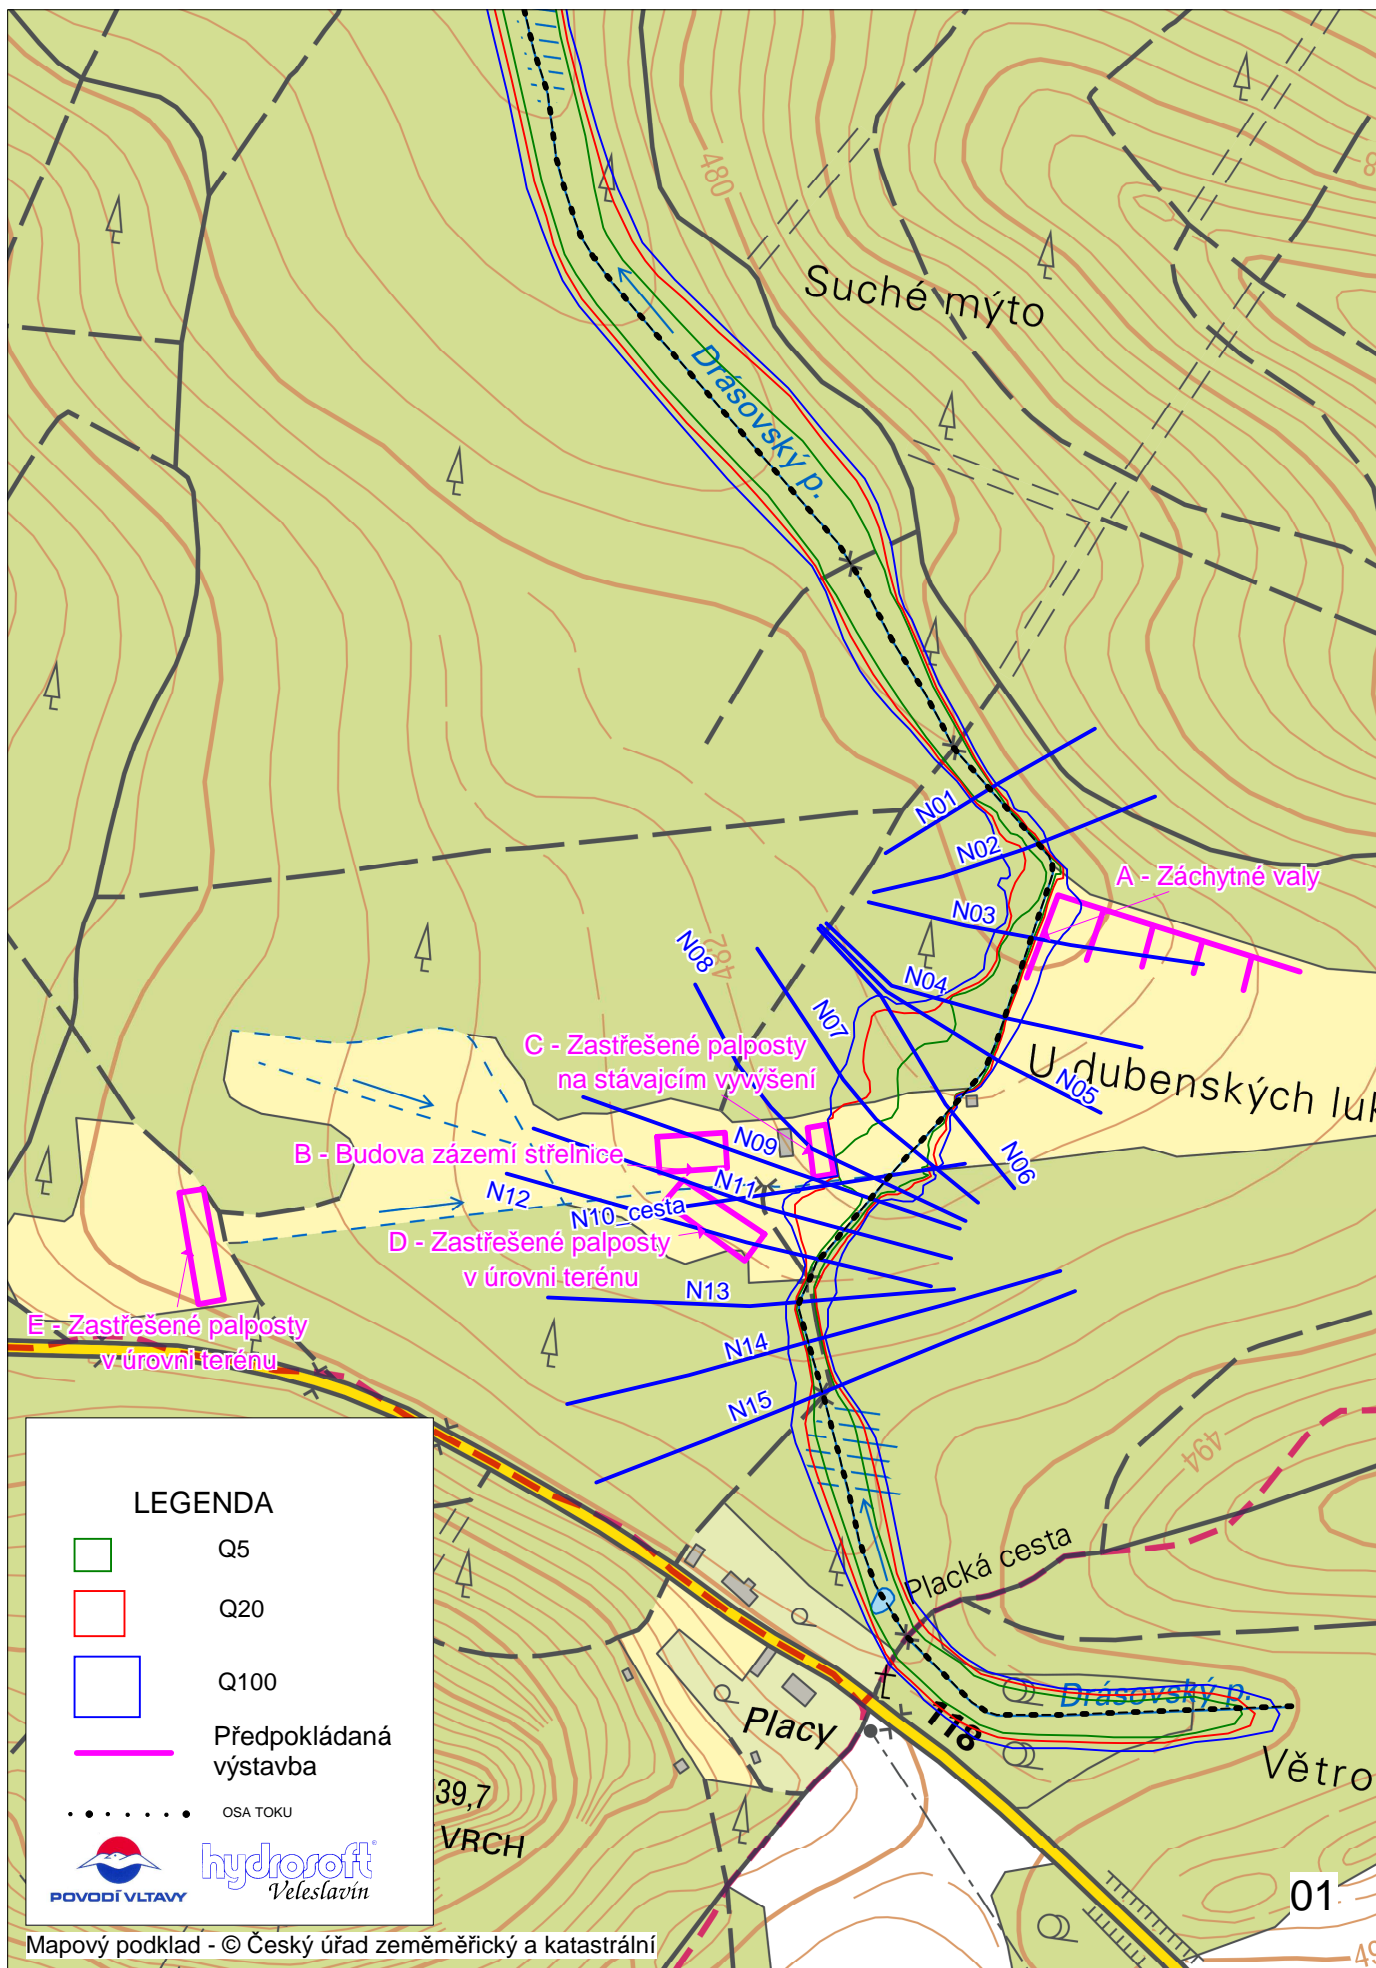 480
8
Suché mýto
Drásovský p.
N01
N02
A - Záchytné valy
N03
N08
482
N04
N07
C - Zastřešené palposty
na stávajcím vyvýšení
U dubenských luk
N05
B - Budova zázemí střelnice
N09
N06
N11
N12
N10_cesta
D - Zastřešené palposty
v úrovni terénu
N13
E - Zastřešené palposty
v úrovni terénu
N14
N15
494
LEGENDA
Q5
Q20
Q100
Předpokládaná
výstavba
OSA TOKU
POVODÍ VLTAVY
hydrosoft
Veleslavín
Placká cesta
Drásovský p.
118
Placy
Větro
39,7
VRCH
01
49
Mapový podklad - © Český úřad zeměměřický a katastrální